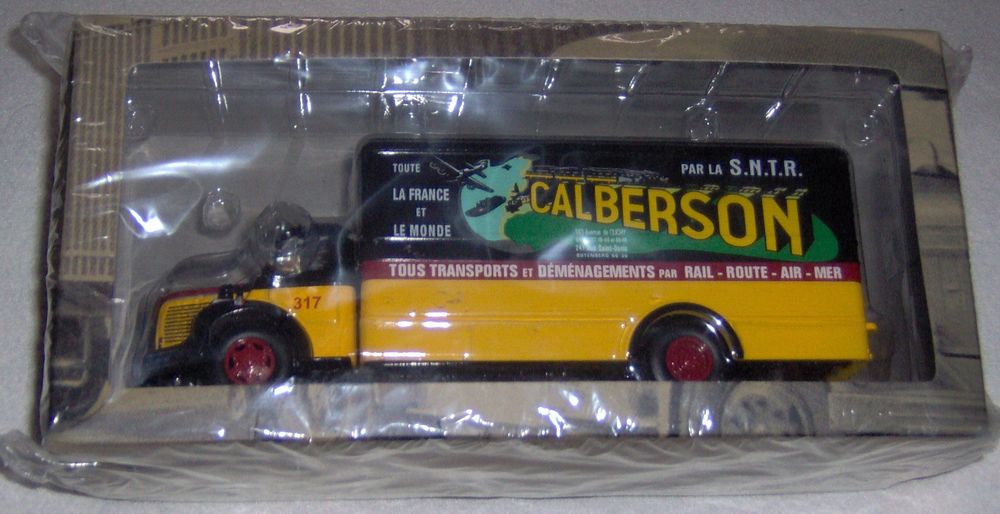 TOUTE
LA FRANCE
ET
LE MONDE
PAR LA S.N.T.R.
CALBERSON
TOUS TRANSPORTS ET DÉMÉNAGEMENTS PAR RAIL - ROUTE - AIR - MER
317